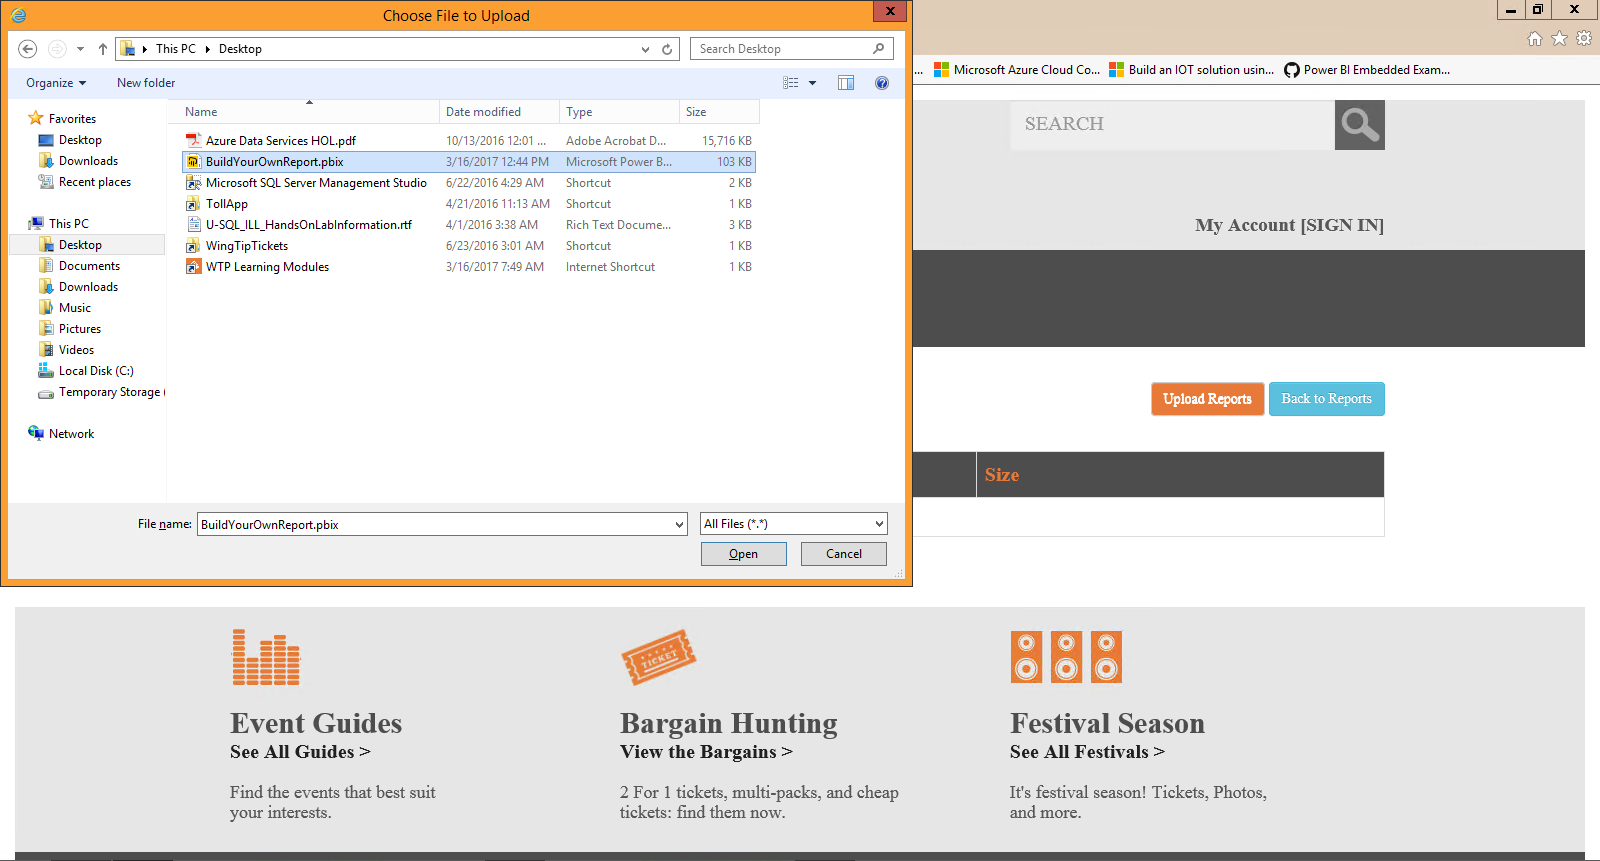 Choose File to Upload
This PC
Desktop
Search Desktop
Organize
New folder
Name
Date modified
Type
Size
Favorites
Desktop
Downloads
Recent places
This PC
Desktop
Documents
Downloads
Music
Pictures
Videos
Local Disk (C:)
Temporary Storage (
Network
Azure Data Services HOL.pdf 10/13/2016 12:01 ... Adobe Acrobat D... 15,716 KB
BuildYourOwnReport.pbix 3/16/2017 12:44 PM Microsoft Power B... 103 KB
Microsoft SQL Server Management Studio 6/22/2016 4:29 AM Shortcut 2 KB
TollApp 4/21/2016 11:13 AM Shortcut 1 KB
U-SQL_ILL_HandsOnLabInformation.rtf 4/1/2016 3:38 AM Rich Text Docume... 3 KB
WingTipTickets 6/23/2016 3:01 AM Shortcut 1 KB
WTP Learning Modules 3/16/2017 7:49 AM Internet Shortcut 1 KB
File name: BuildYourOwnReport.pbix
All Files (*.*)
Open
Cancel
... Microsoft Azure Cloud Co... Build an IOT solution usin... Power BI Embedded Exam...
SEARCH
My Account [SIGN IN]
Upload Reports
Back to Reports
Size
Event Guides
See All Guides >
Find the events that best suit
your interests.
Bargain Hunting
View the Bargains >
2 For 1 tickets, multi-packs, and cheap
tickets: find them now.
Festival Season
See All Festivals >
It's festival season! Tickets, Photos,
and more.
TICKET